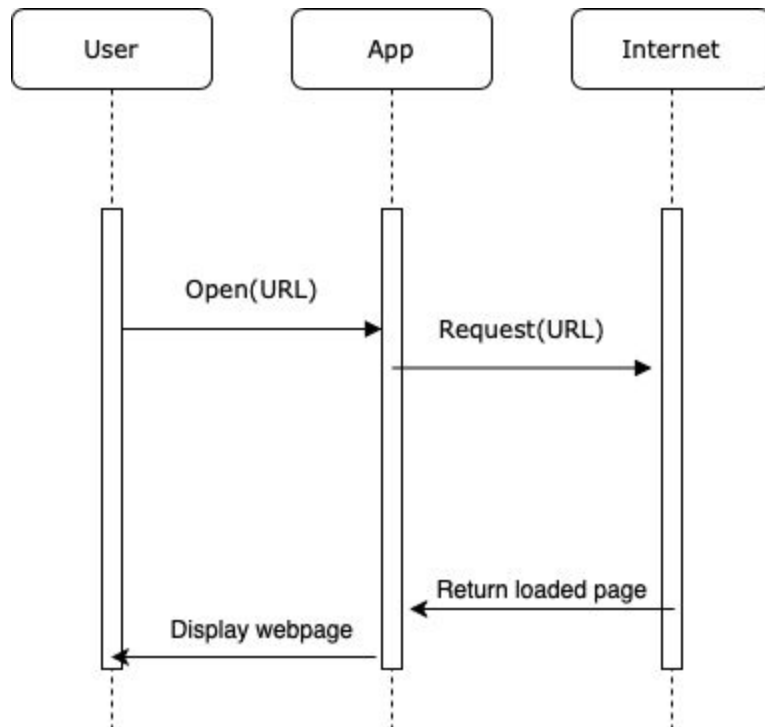 User
App
Internet
Open(URL)
Request(URL)
Return loaded page
Display webpage